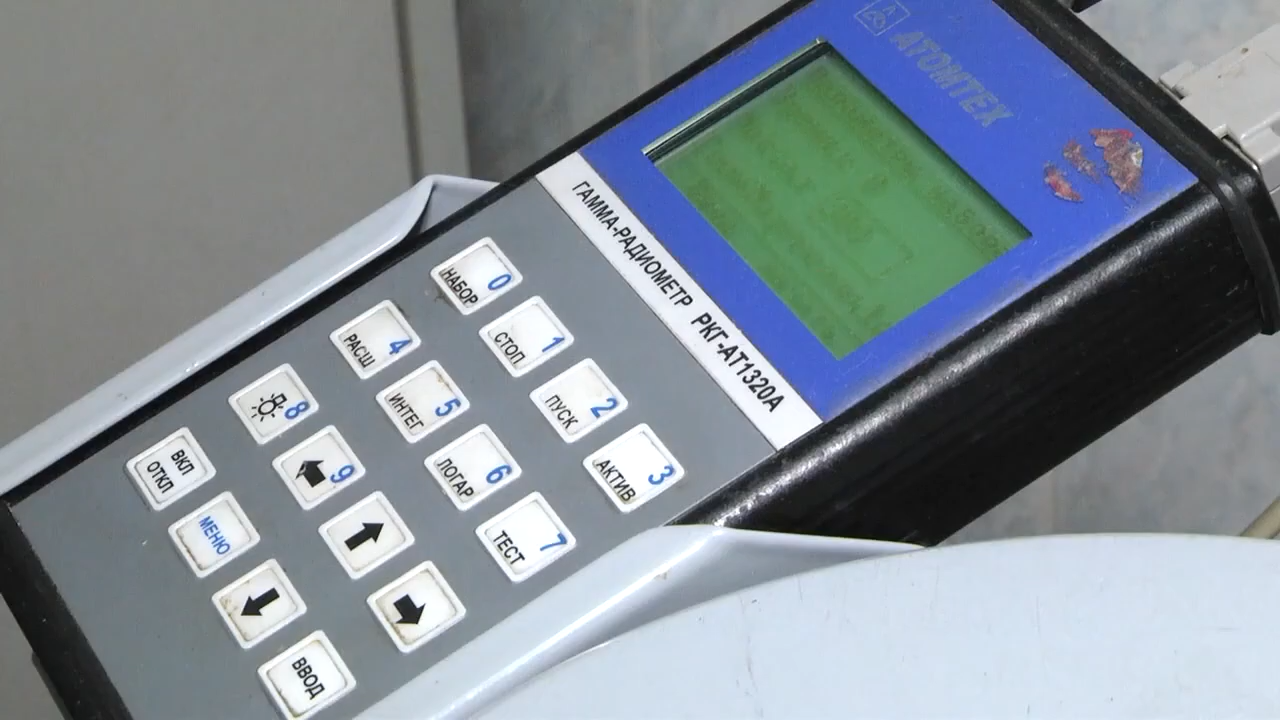 ATOMTEX
ГАММА-РАДИОМЕТР РКГ-АТ1320А
НАБОР 0
СТОП 1
ПУСК 2
АКТИВ 3
РАСШ 4
ИНТЕГ 5
ЛОГАР 6
ТЕСТ 7
8
9
ВКЛ
ОТКЛ
МЕНЮ
ВВОД